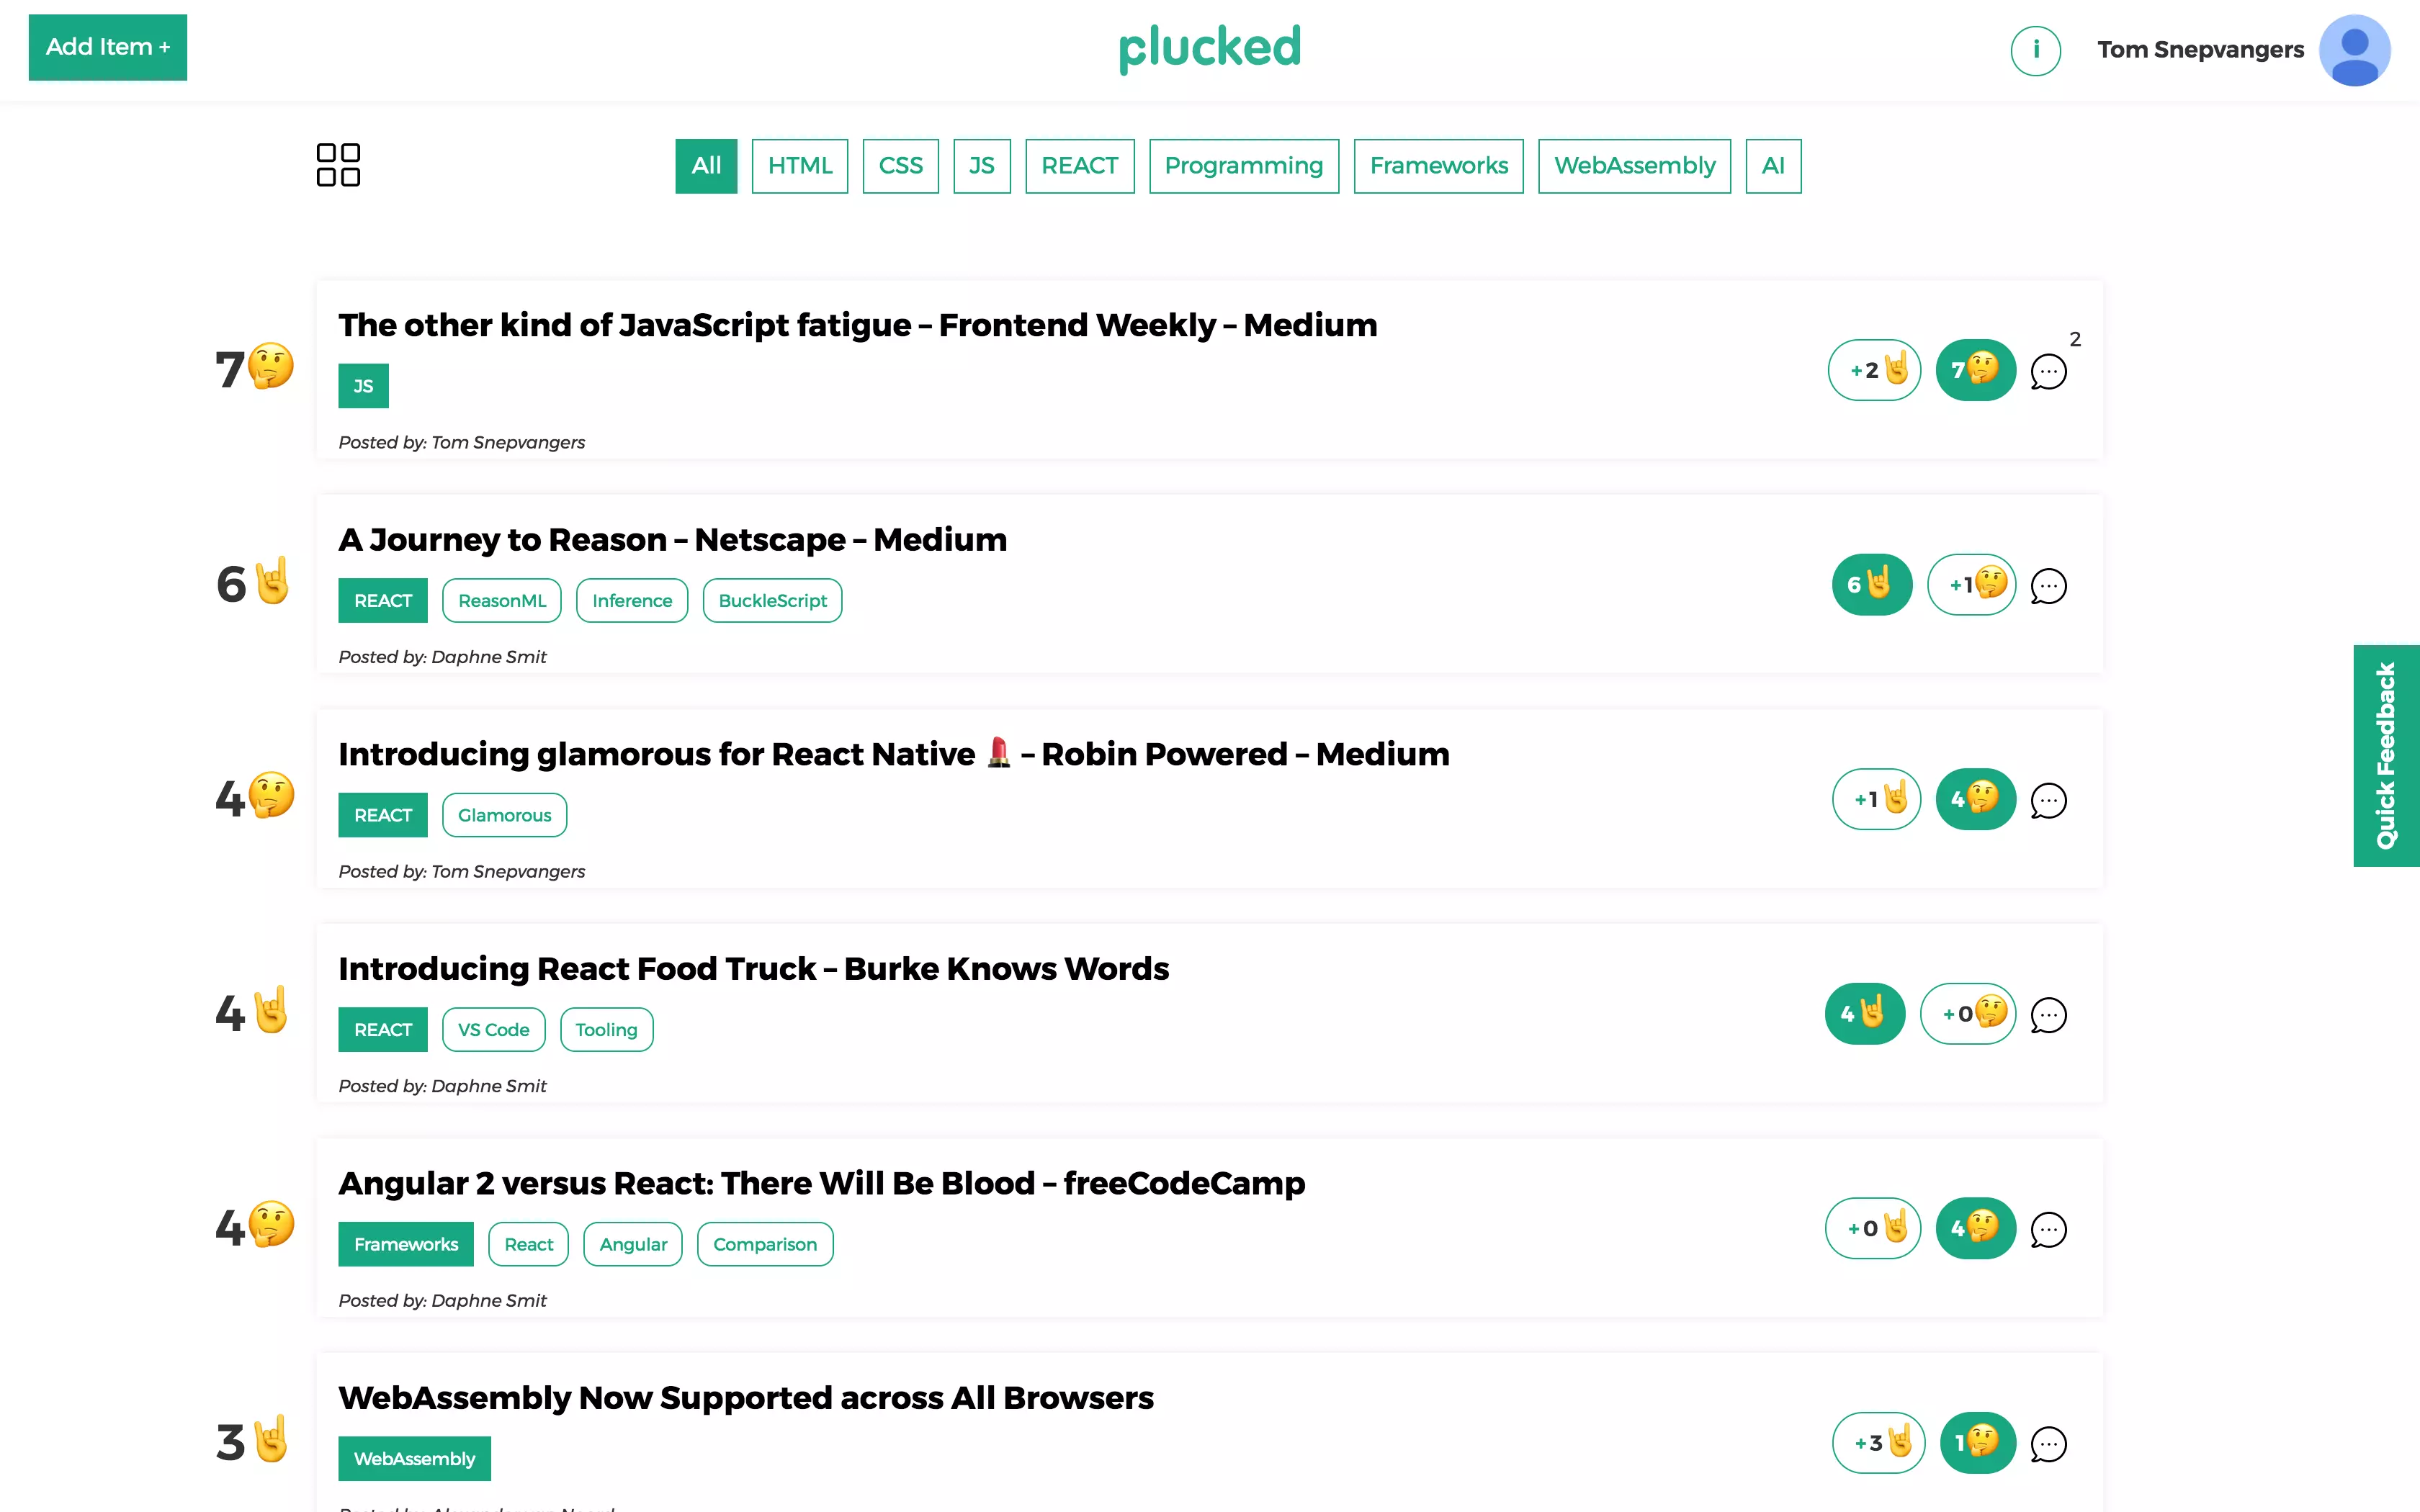 Add Item +
plucked
i
Tom Snepvangers
All
HTML
CSS
JS
REACT
Programming
Frameworks
WebAssembly
AI
7🤔
The other kind of JavaScript fatigue – Frontend Weekly – Medium
JS
Posted by: Tom Snepvangers
+2🤘
7🤔
2
6🤘
A Journey to Reason – Netscape – Medium
REACT
ReasonML
Inference
BuckleScript
Posted by: Daphne Smit
6🤘
+1🤔
4🤔
Introducing glamorous for React Native 💄 – Robin Powered – Medium
REACT
Glamorous
Posted by: Tom Snepvangers
+1🤘
4🤔
Quick Feedback
4🤘
Introducing React Food Truck – Burke Knows Words
REACT
VS Code
Tooling
Posted by: Daphne Smit
4🤘
+0🤔
4🤔
Angular 2 versus React: There Will Be Blood – freeCodeCamp
Frameworks
React
Angular
Comparison
Posted by: Daphne Smit
+0🤘
4🤔
3🤘
WebAssembly Now Supported across All Browsers
WebAssembly
+3🤘
1🤔